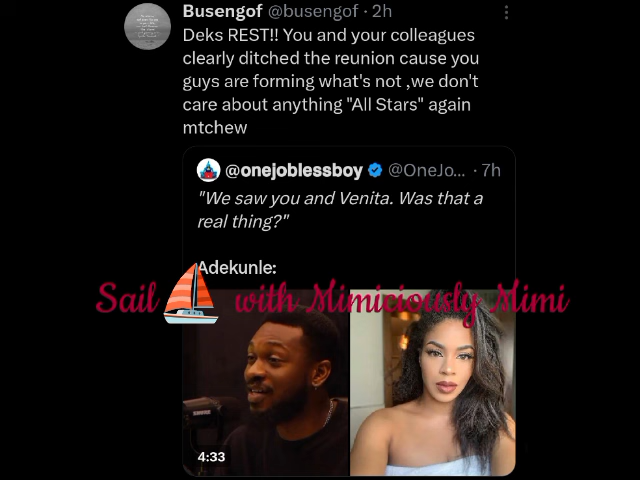 Busengof @busengof · 2h
Deks REST!! You and your colleagues
clearly ditched the reunion cause you
guys are forming what's not ,we don't
care about anything "All Stars" again
mtchew
@onejoblessboy @OneJo... · 7h
"We saw you and Venita. Was that a
real thing?"
Adekunle:
Sail with Mimiciously Mimi
4:33